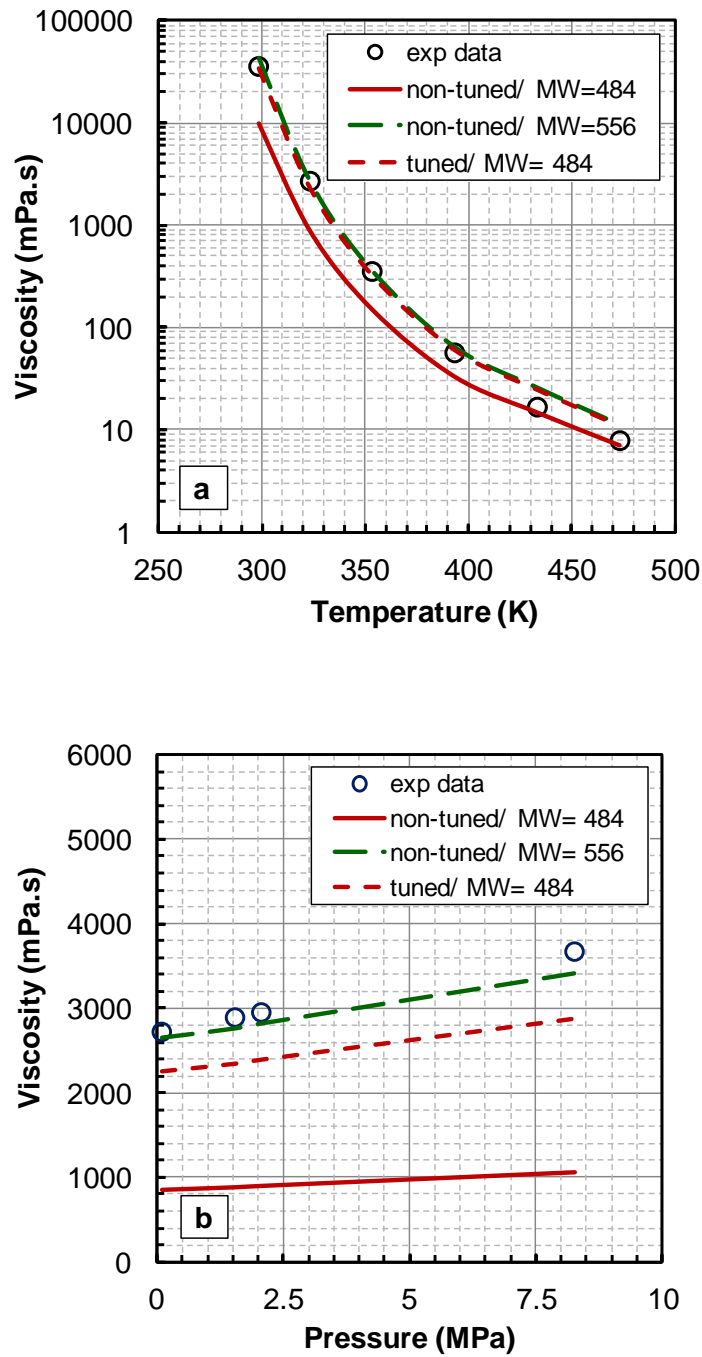 100000
10000
1000
100
10
1
Viscosity (mPa.s)
exp data
non-tuned/ MW=484
non-tuned/ MW=556
tuned/ MW= 484
a
250 300 350 400 450 500
Temperature (K)
6000
5000
4000
3000
2000
1000
0
Viscosity (mPa.s)
exp data
non-tuned/ MW= 484
non-tuned/ MW= 556
tuned/ MW= 484
b
0 2.5 5 7.5 10
Pressure (MPa)